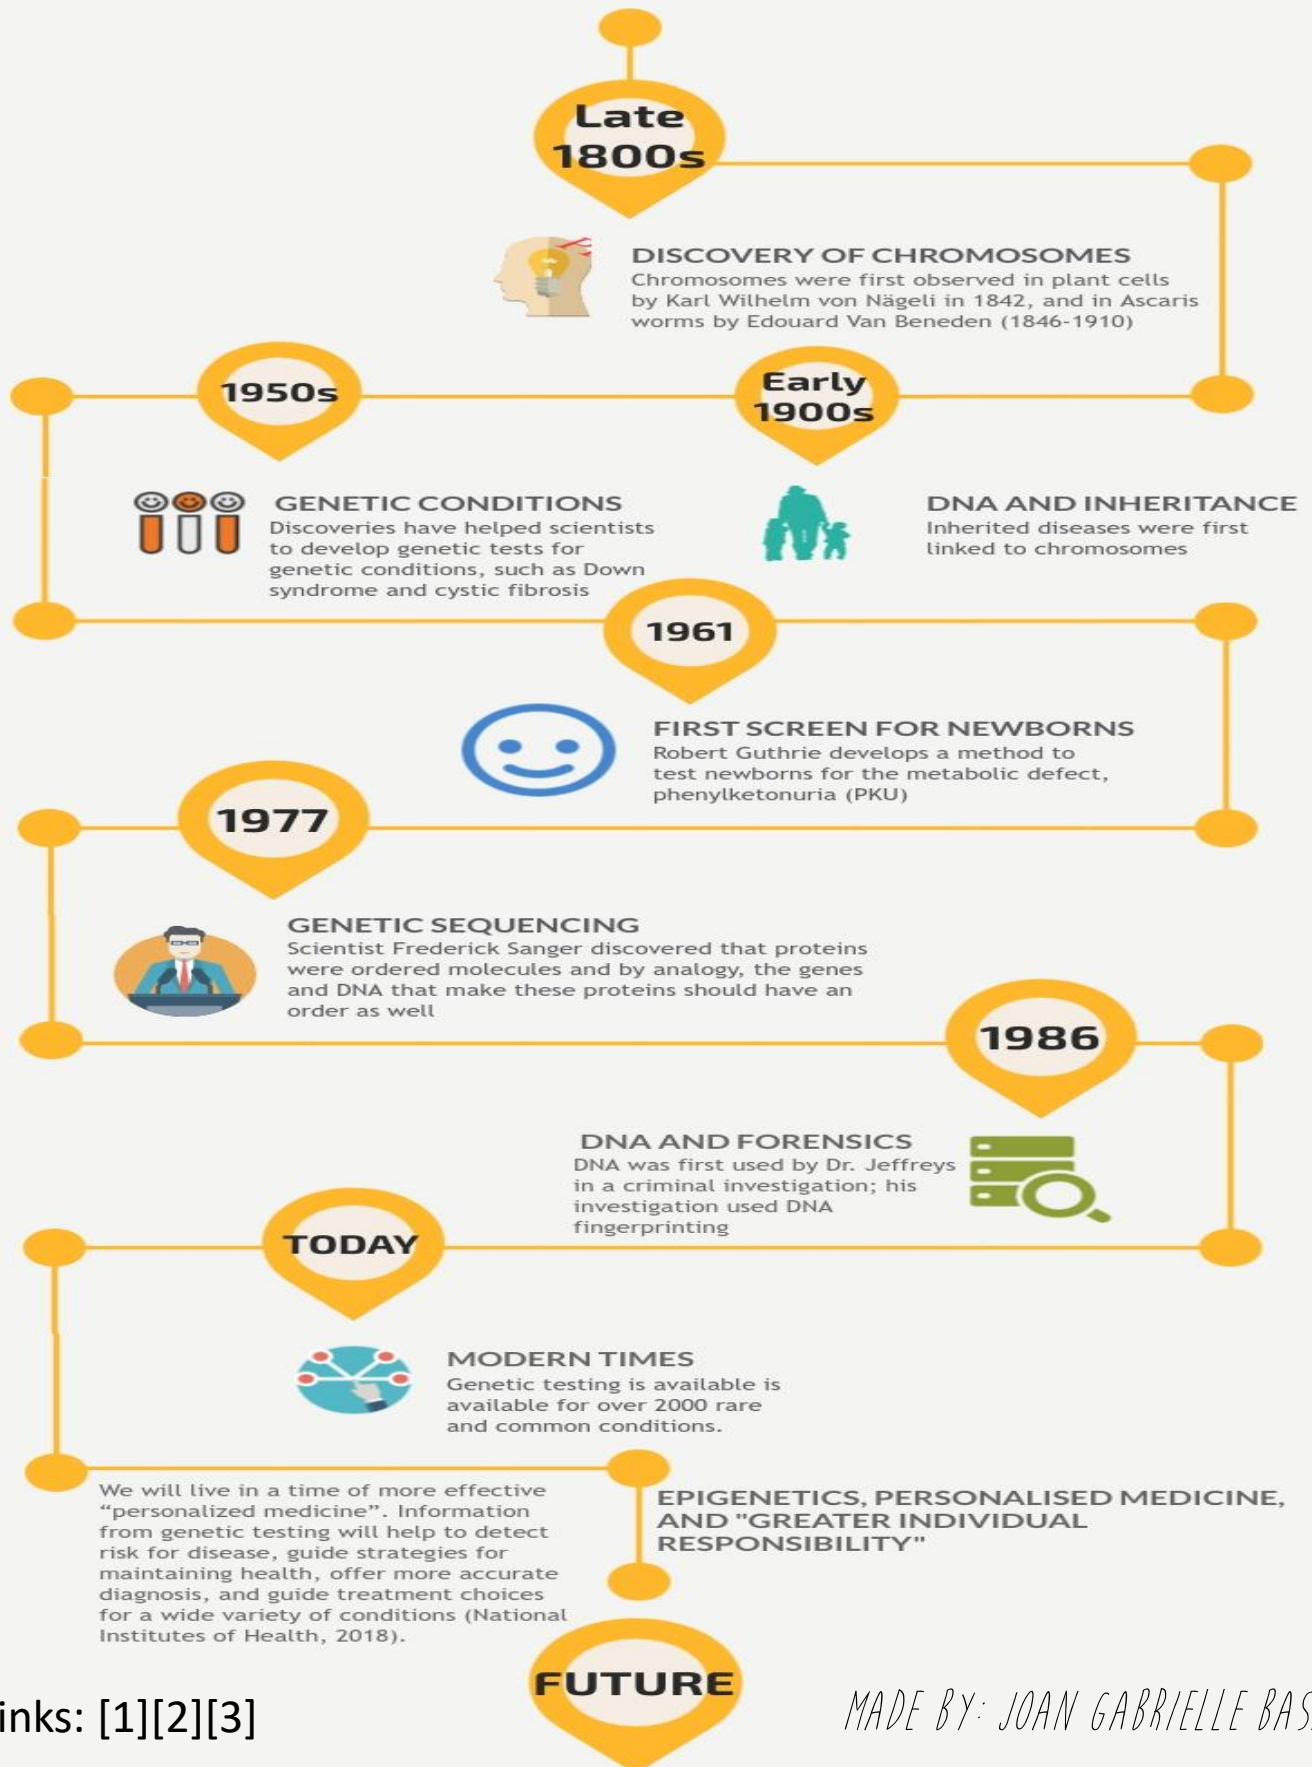 Late
1800s
DISCOVERY OF CHROMOSOMES
Chromosomes were first observed in plant cells
by Karl Wilhelm von Nägeli in 1842, and in Ascaris
worms by Edouard Van Beneden (1846-1910)
Early
1900s
DNA AND INHERITANCE
Inherited diseases were first
linked to chromosomes
1950s
GENETIC CONDITIONS
Discoveries have helped scientists
to develop genetic tests for
genetic conditions, such as Down
syndrome and cystic fibrosis
1961
FIRST SCREEN FOR NEWBORNS
Robert Guthrie develops a method to
test newborns for the metabolic defect,
phenylketonuria (PKU)
1977
GENETIC SEQUENCING
Scientist Frederick Sanger discovered that proteins
were ordered molecules and by analogy, the genes
and DNA that make these proteins should have an
order as well
1986
DNA AND FORENSICS
DNA was first used by Dr. Jeffreys
in a criminal investigation; his
investigation used DNA
fingerprinting
TODAY
MODERN TIMES
Genetic testing is available is
available for over 2000 rare
and common conditions.
We will live in a time of more effective
“personalized medicine”. Information
from genetic testing will help to detect
risk for disease, guide strategies for
maintaining health, offer more accurate
diagnosis, and guide treatment choices
for a wide variety of conditions (National
Institutes of Health, 2018).
EPIGENETICS, PERSONALISED MEDICINE,
AND "GREATER INDIVIDUAL
RESPONSIBILITY"
FUTURE
inks: [1][2][3]
MADE BY: JOAN GABRIELLE